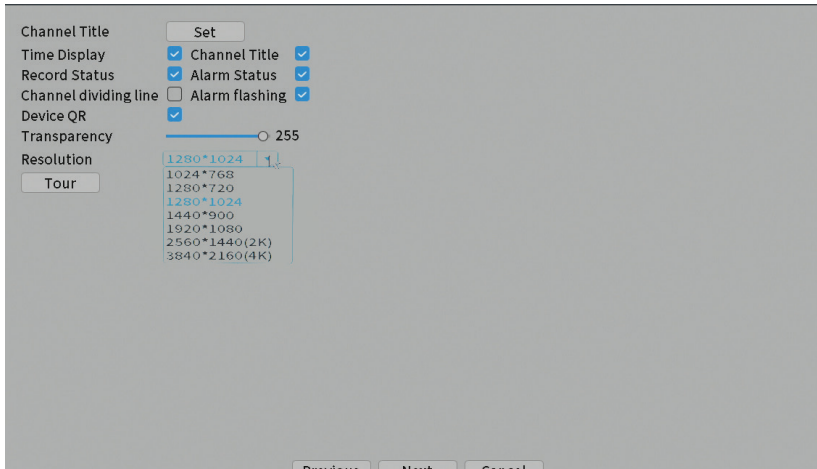 Channel Title Set
Time Display Channel Title
Record Status Alarm Status
Channel dividing line Alarm flashing
Device QR
Transparency 255
Resolution 1280*1024
Tour
1024*768
1280*720
1280*1024
1440*900
1920*1080
2560*1440(2K)
3840*2160(4K)
Previous Next Cancel